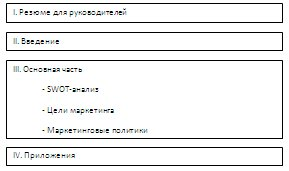 I. Резюме для руководителей
II. Введение
III. Основная часть
- SWOT-анализ
- Цели маркетинга
- Маркетинговые политики
IV. Приложения